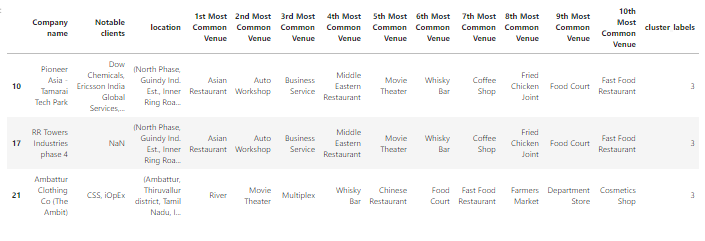 Company name Notable clients location 1st Most Common Venue 2nd Most Common Venue 3rd Most Common Venue 4th Most Common Venue 5th Most Common Venue 6th Most Common Venue 7th Most Common Venue 8th Most Common Venue 9th Most Common Venue 10th Most Common Venue cluster labels
10 Pioneer Asia - Tamarai Tech Park Dow Chemicals, Ericsson India Global Services,... (North Phase, Guindy Ind. Est., Inner Ring Roa... Asian Restaurant Auto Workshop Business Service Middle Eastern Restaurant Movie Theater Whisky Bar Coffee Shop Fried Chicken Joint Food Court Fast Food Restaurant 3
17 RR Towers Industries phase 4 NaN (North Phase, Guindy Ind. Est., Inner Ring Roa... Asian Restaurant Auto Workshop Business Service Middle Eastern Restaurant Movie Theater Whisky Bar Coffee Shop Fried Chicken Joint Food Court Fast Food Restaurant 3
21 Ambattur Clothing Co (The Ambit) CSS, iOpEx (Ambattur, Thiruvallur district, Tamil Nadu, I... River Movie Theater Multiplex Whisky Bar Chinese Restaurant Food Court Fast Food Restaurant Farmers Market Department Store Cosmetics Shop 3